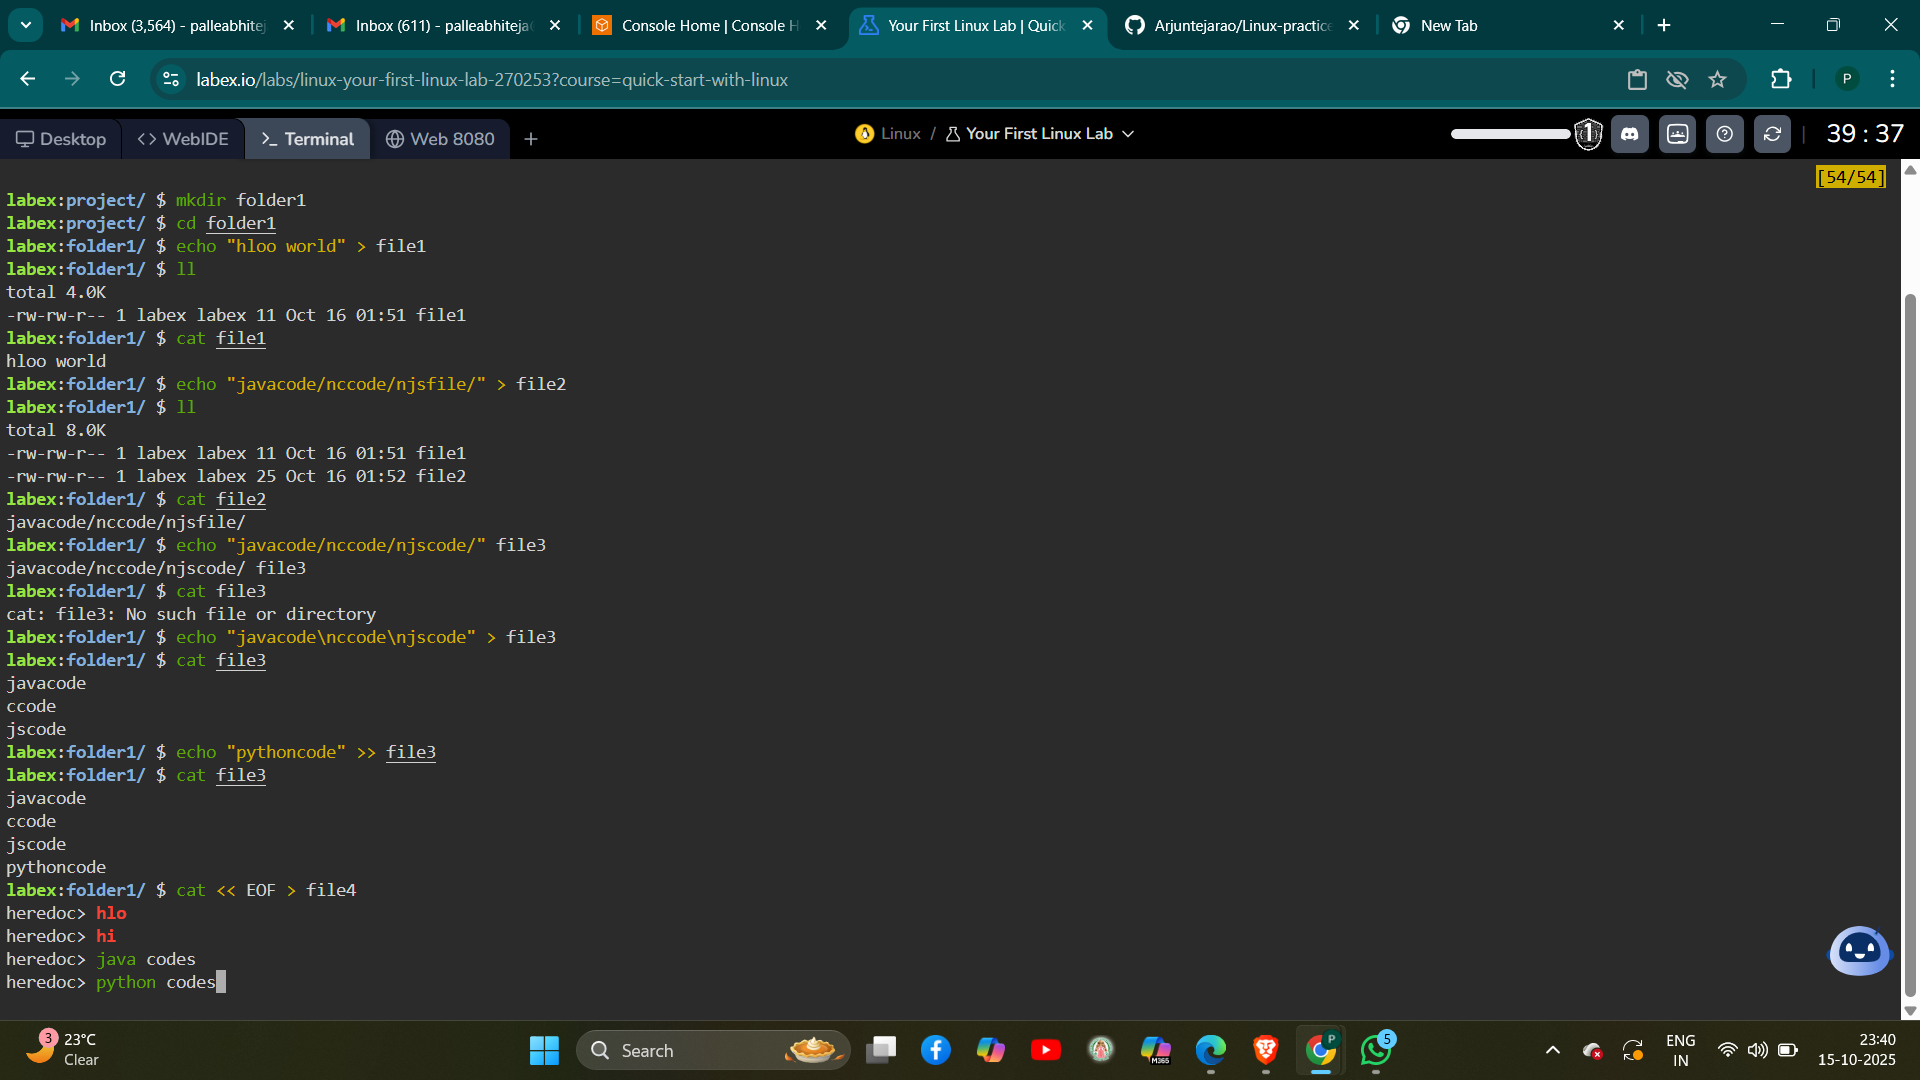 Inbox (3,564) - palleabhitej
Inbox (611) - palleabhiteja
Console Home | Console H
Your First Linux Lab | Quick
Arjuntejarao/Linux-practice
New Tab
labex.io/labs/linux-your-first-linux-lab-270253?course=quick-start-with-linux
P
Desktop
<> WebIDE
>_ Terminal
Web 8080
Linux / Your First Linux Lab
1
39 : 37
[54/54]
labex:project/ $ mkdir folder1
labex:project/ $ cd folder1
labex:folder1/ $ echo "hloo world" > file1
labex:folder1/ $ ll
total 4.0K
-rw-rw-r-- 1 labex labex 11 Oct 16 01:51 file1
labex:folder1/ $ cat file1
hloo world
labex:folder1/ $ echo "javacode/nccode/njsfile/" > file2
labex:folder1/ $ ll
total 8.0K
-rw-rw-r-- 1 labex labex 11 Oct 16 01:51 file1
-rw-rw-r-- 1 labex labex 25 Oct 16 01:52 file2
labex:folder1/ $ cat file2
javacode/nccode/njsfile/
labex:folder1/ $ echo "javacode/nccode/njscode/" file3
javacode/nccode/njscode/ file3
labex:folder1/ $ cat file3
cat: file3: No such file or directory
labex:folder1/ $ echo "javacode\nccode\njscode" > file3
labex:folder1/ $ cat file3
javacode
ccode
jscode
labex:folder1/ $ echo "pythoncode" >> file3
labex:folder1/ $ cat file3
javacode
ccode
jscode
pythoncode
labex:folder1/ $ cat << EOF > file4
heredoc> hlo
heredoc> hi
heredoc> java codes
heredoc> python codes
3
23°C
Clear
Search
M365
P
5
ENG
IN
23:40
15-10-2025